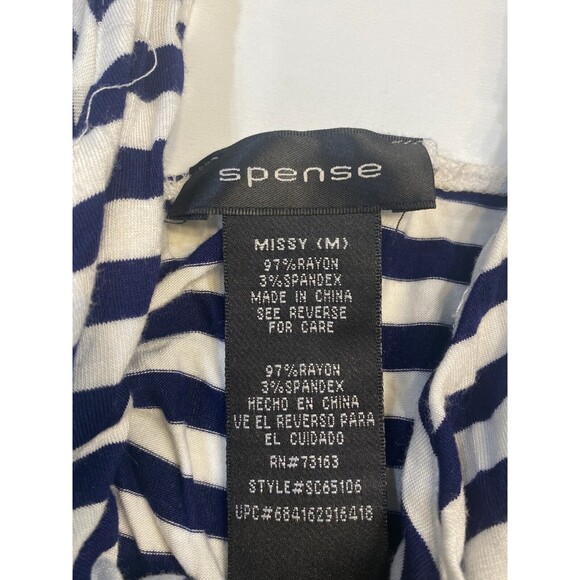 spense
MISSY (M)
97%RAYON
3%SPANDEX
MADE IN CHINA
SEE REVERSE
FOR CARE
97%RAYON
3%SPANDEX
HECHO EN CHINA
VE EL REVERSO PARA
EL CUIDADO
RN#73163
STYLE#SC65106
UPC#684162916418